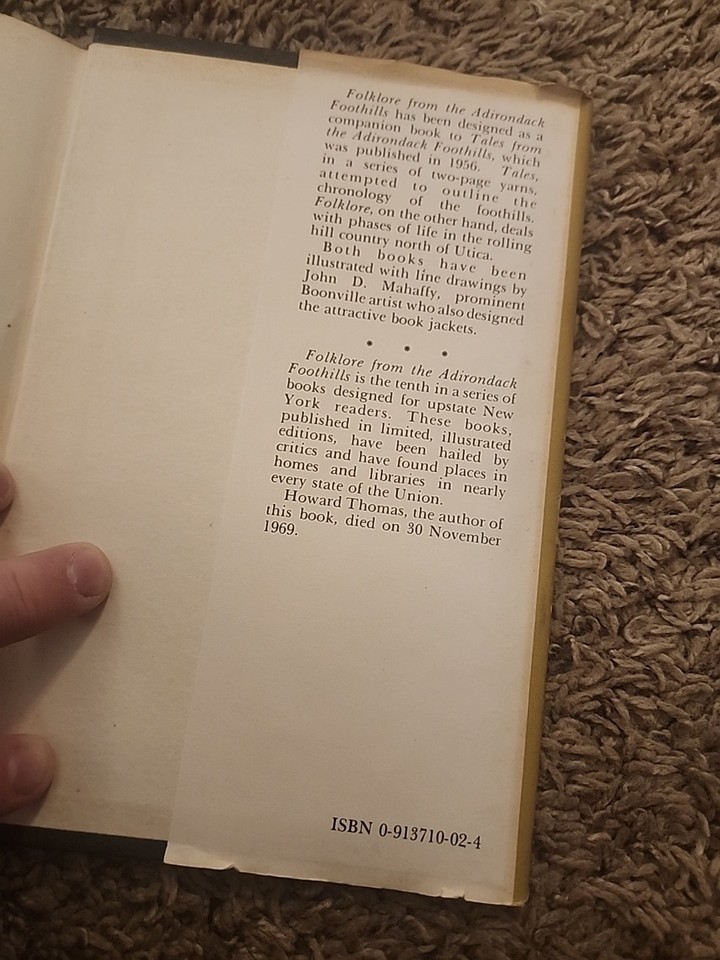 Folklore from the Adirondack
Foothills has been designed as a
companion book to Tales from
the Adirondack Foothills, which
was published in 1956. Tales,
in a series of two-page yarns,
attempted to outline the
chronology of the foothills.
Folklore, on the other hand, deals
with phases of life in the rolling
hill country north of Utica.
Both books have been
illustrated with line drawings by
John D. Mahaffy, prominent
Boonville artist who also designed
the attractive book jackets.
• • •
Folklore from the Adirondack
Foothills is the tenth in a series of
books designed for upstate New
York readers. These books,
published in limited, illustrated
editions, have been hailed by
critics and have found places in
homes and libraries in nearly
every state of the Union.
Howard Thomas, the author of
this book, died on 30 November
1969.
ISBN 0-913710-02-4